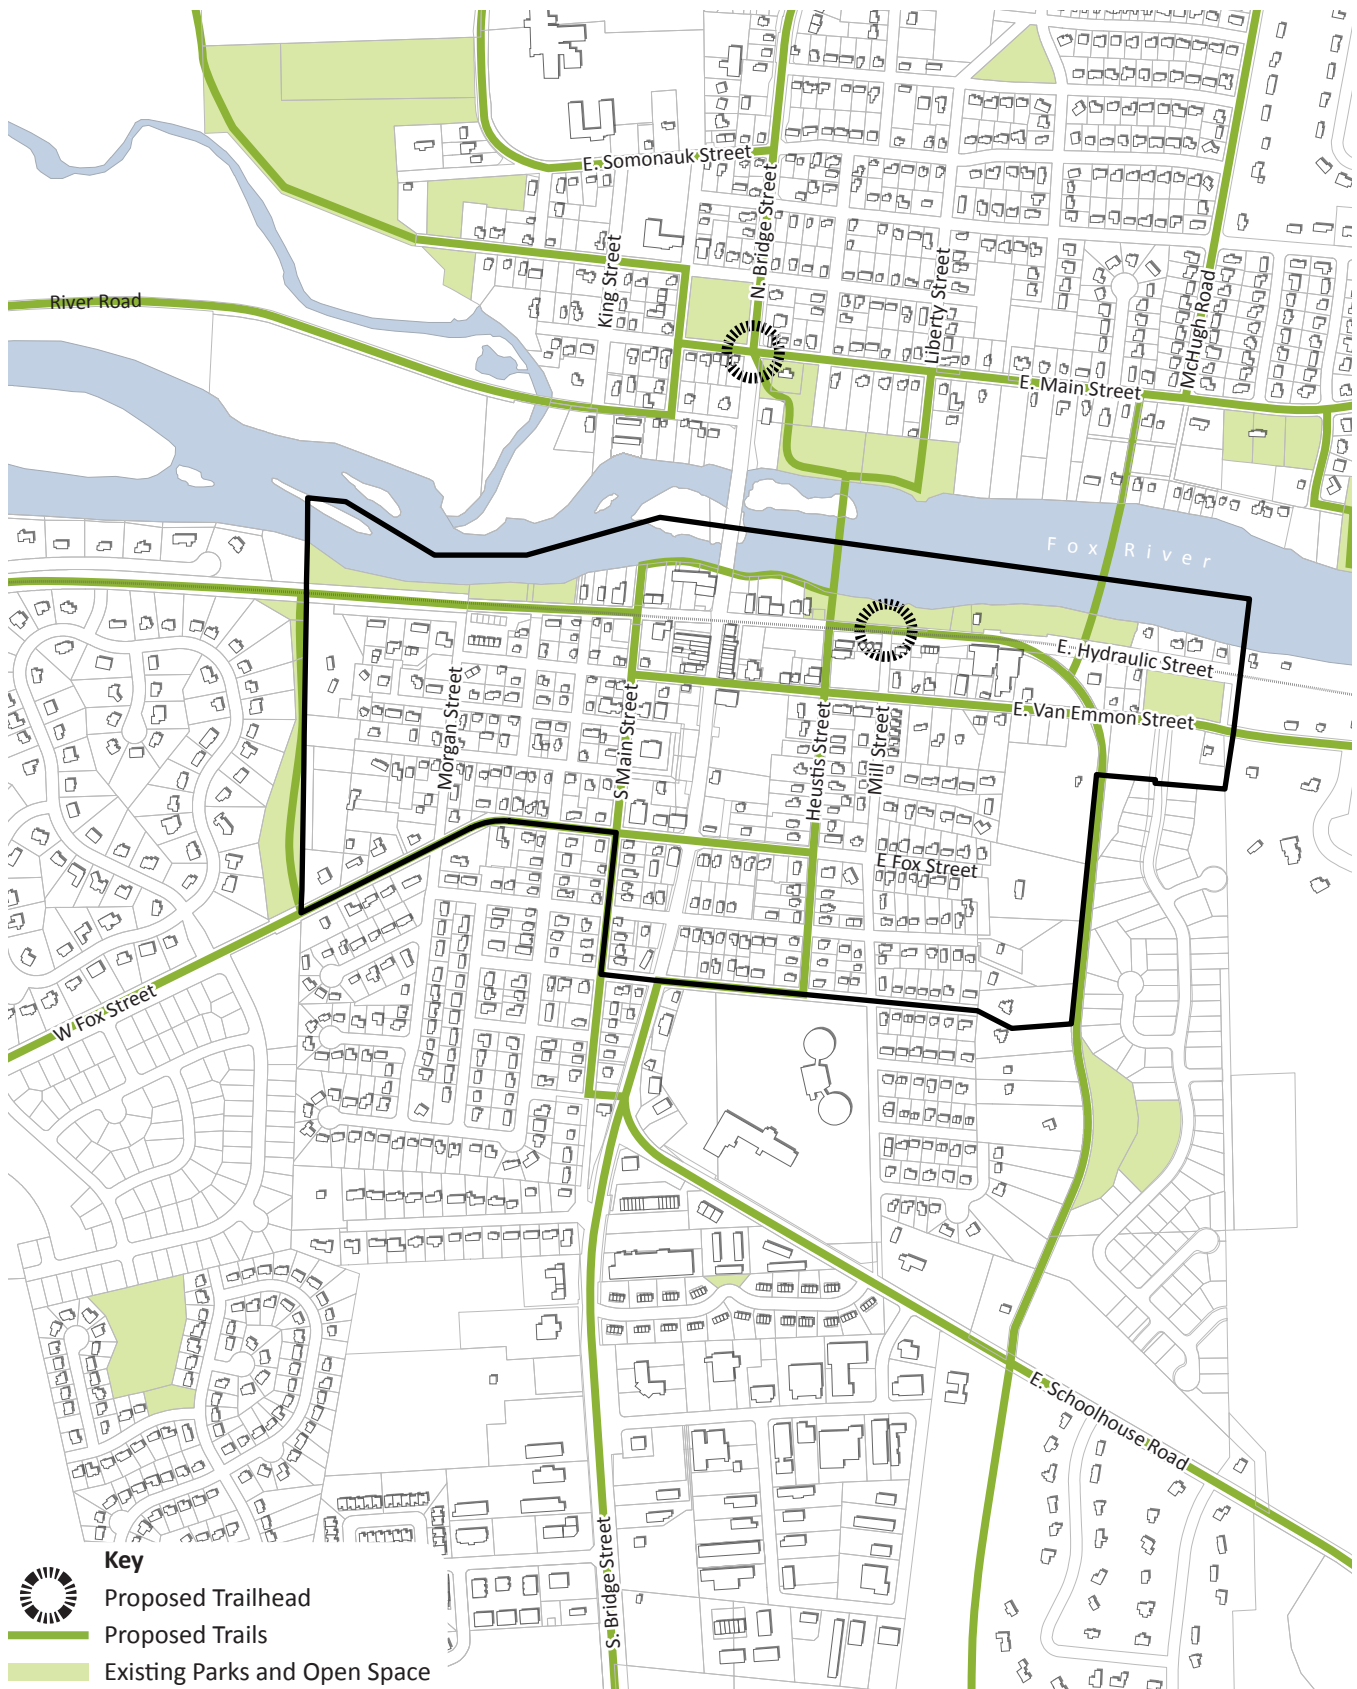 E. Somonauk Street
N. Bridge Street
King Street
Liberty Street
McHugh Road
River Road
E. Main Street
Fox River
E. Hydraulic Street
E. Van Emmon Street
Morgan Street
S Main Street
Heustis Street
Mill Street
E Fox Street
W Fox Street
E. Schoolhouse Road
S. Bridge Street
Key
Proposed Trailhead
Proposed Trails
Existing Parks and Open Space